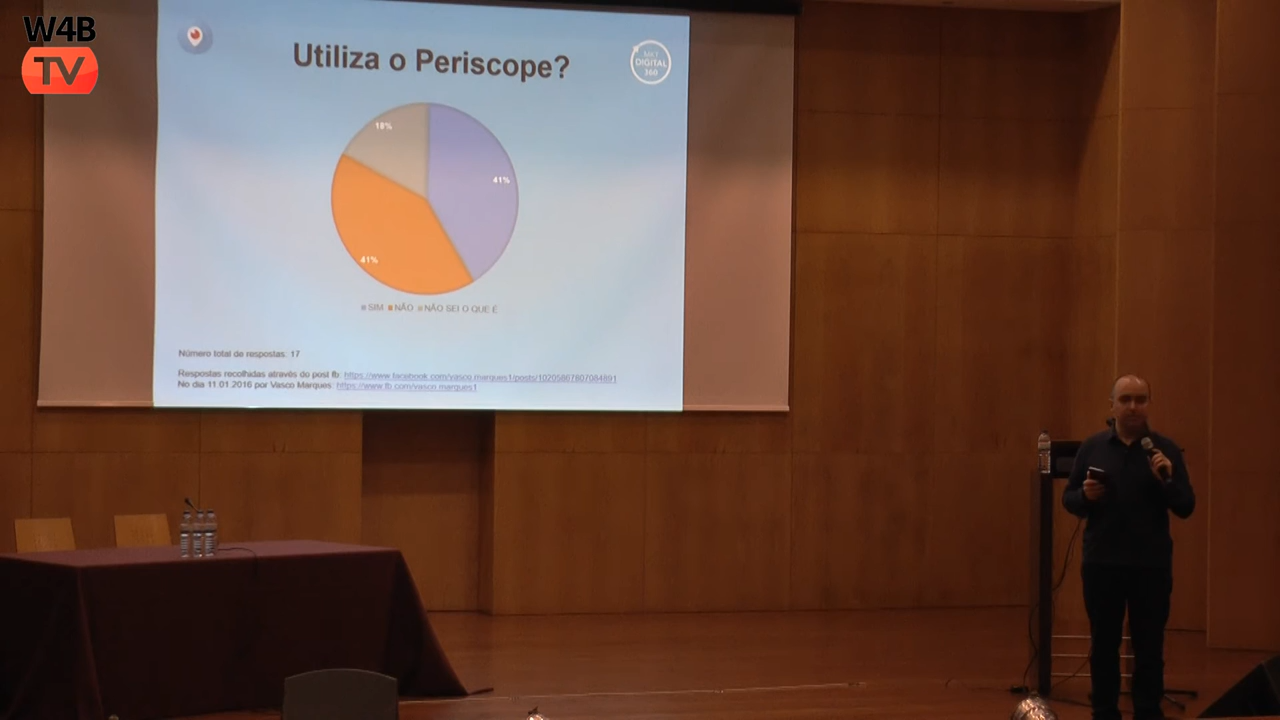 W4B
TV
Utiliza o Periscope?
MKT
DIGITAL
360
18%
41%
41%
SIM NÃO NÃO SEI O QUE É
Número total de respostas: 17
Respostas recolhidas através do post fb: https://www.facebook.com/vasco.marques1/posts/10205867807084891
No dia 11.01.2016 por Vasco Marques: https://www.fb.com/vasco.marques1